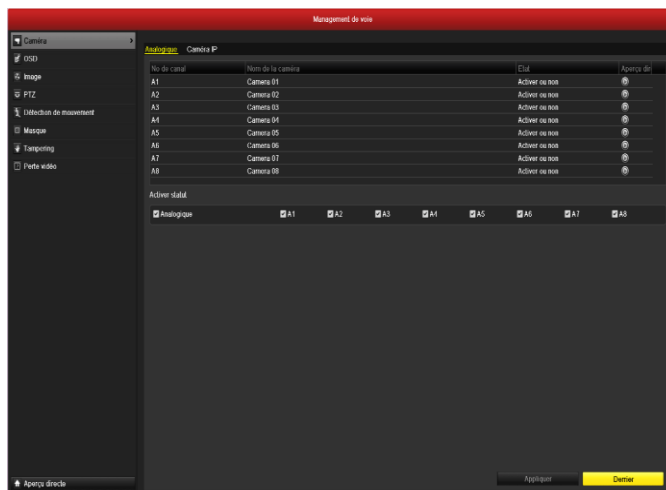 Management de voie
Caméra
OSD
Image
PTZ
Détection de mouvement
Masque
Tampering
Perte vidéo
Aperçu directe
Analogique Caméra IP
No de canal Nom de la caméra Etat Aperçu dir
A1 Camera 01 Activer ou non
A2 Camera 02 Activer ou non
A3 Camera 03 Activer ou non
A4 Camera 04 Activer ou non
A5 Camera 05 Activer ou non
A6 Camera 06 Activer ou non
A7 Camera 07 Activer ou non
A8 Camera 08 Activer ou non
Activer statut
Analogique A1 A2 A3 A4 A5 A6 A7 A8
Appliquer Derrier